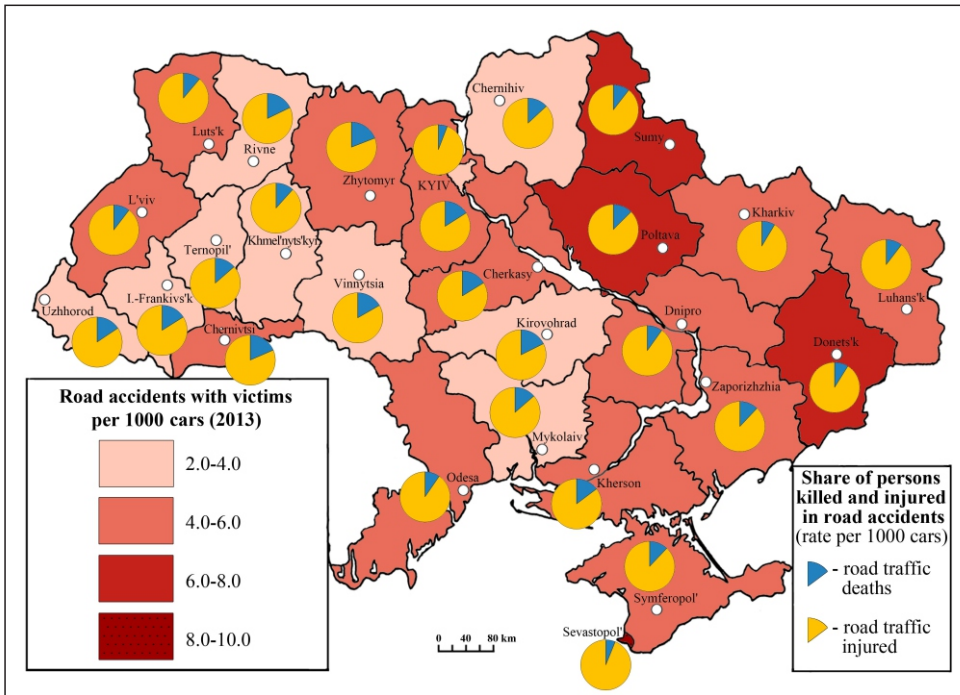 Chernihiv
Luts'k
Rivne
Sumy
Zhytomyr
KYIV
L'viv
Kharkiv
Ternopil'
Khmel'nyts'kyi
Poltava
Vinnytsia
Cherkasy
Uzhhorod
I.-Frankivs'k
Luhans'k
Chernivtsi
Kirovohrad
Dnipro
Donets'k
Zaporizhzhia
Mykolaiv
Odesa
Kherson
Symferopol'
Sevastopol'
Road accidents with victims
per 1000 cars (2013)
2.0-4.0
4.0-6.0
6.0-8.0
8.0-10.0
0 40 80 km
Share of persons
killed and injured
in road accidents
(rate per 1000 cars)
- road traffic
deaths
- road traffic
injured